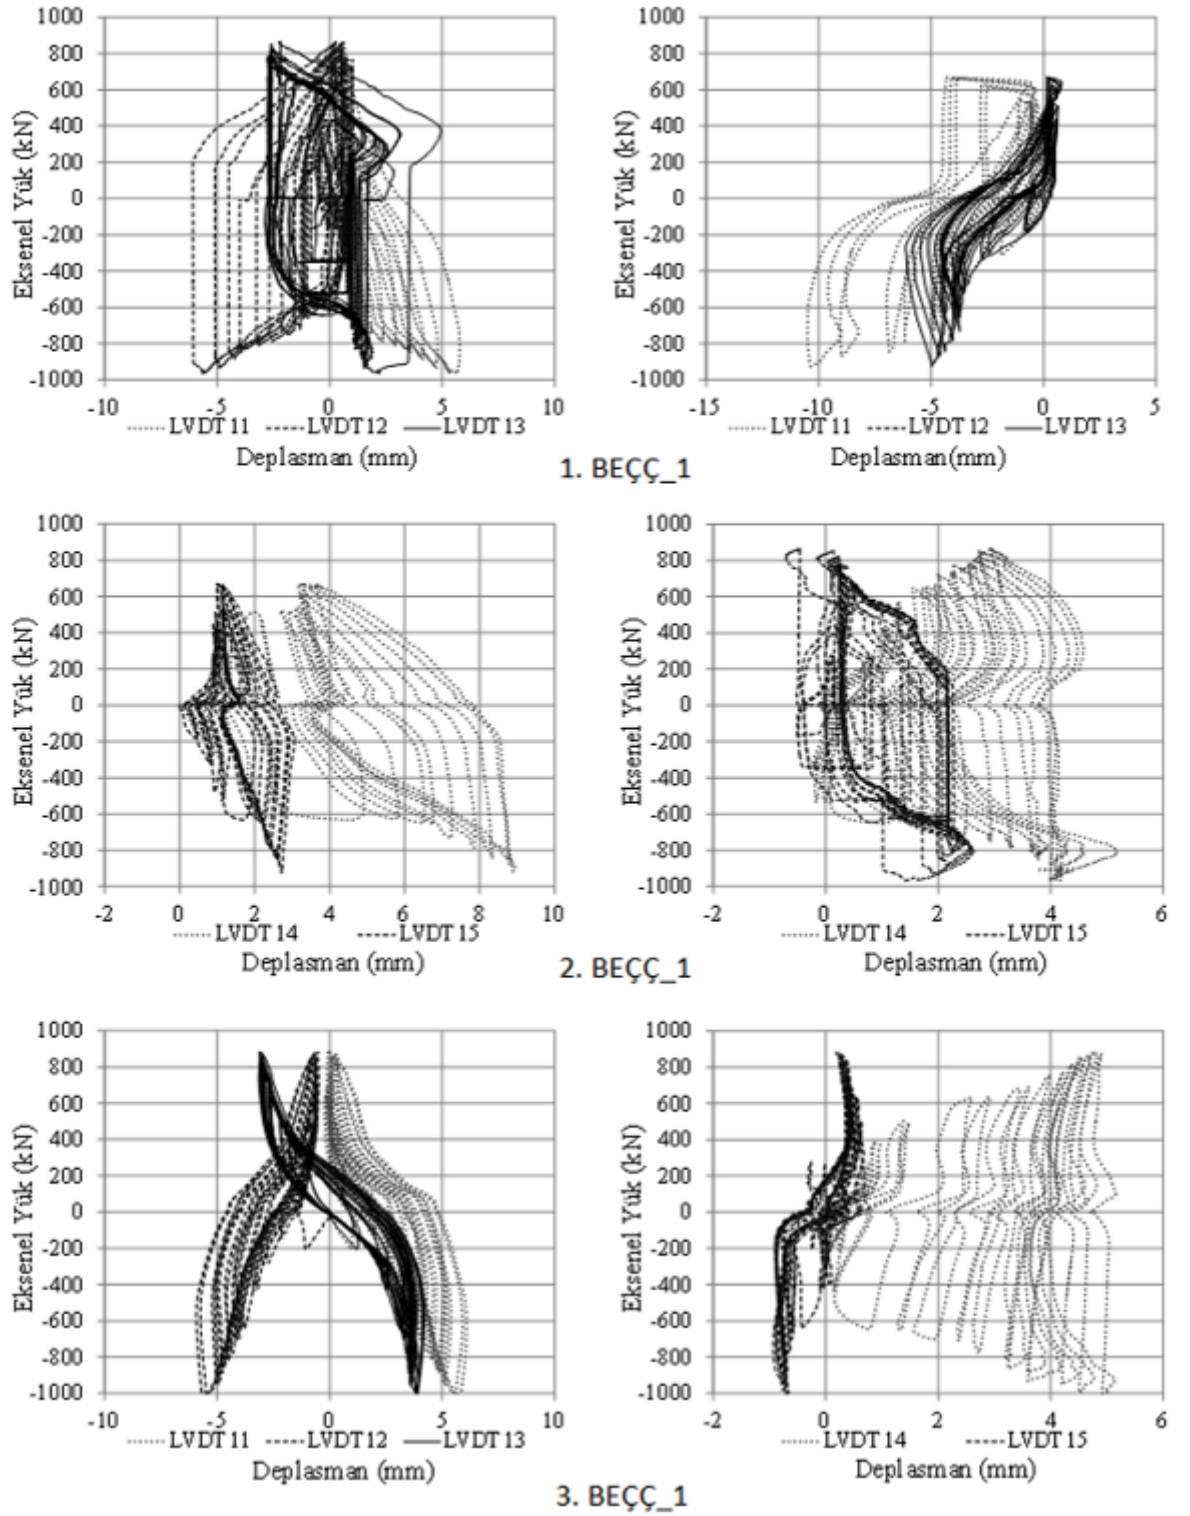 1000
800
600
400
200
0
-200
-400
-600
-800
-1000
Eksenel Yük (kN)
-10 -5 0 5 10
LVDT 11 LVDT 12 LVDT 13
Deplasman (mm)
1000
800
600
400
200
0
-200
-400
-600
-800
-1000
Eksenel Yük (kN)
-15 -10 -5 0 5
LVDT 11 LVDT 12 LVDT 13
Deplasman(mm)
1. BEÇÇ_1
1000
800
600
400
200
0
-200
-400
-600
-800
-1000
Eksenel Yük (kN)
-2 0 2 4 6 8 10
LVDT 14 LVDT 15
Deplasman (mm)
1000
800
600
400
200
0
-200
-400
-600
-800
-1000
Eksenel Yük (kN)
-2 0 2 4 6
LVDT 14 LVDT 15
Deplasman (mm)
2. BEÇÇ_1
1000
800
600
400
200
0
-200
-400
-600
-800
-1000
Eksenel Yük (kN)
-10 -5 0 5 10
LVDT 11 LVDT 12 LVDT 13
Deplasman (mm)
1000
800
600
400
200
0
-200
-400
-600
-800
-1000
Eksenel Yük (kN)
-2 0 2 4 6
LVDT 14 LVDT 15
Deplasman (mm)
3. BEÇÇ_1